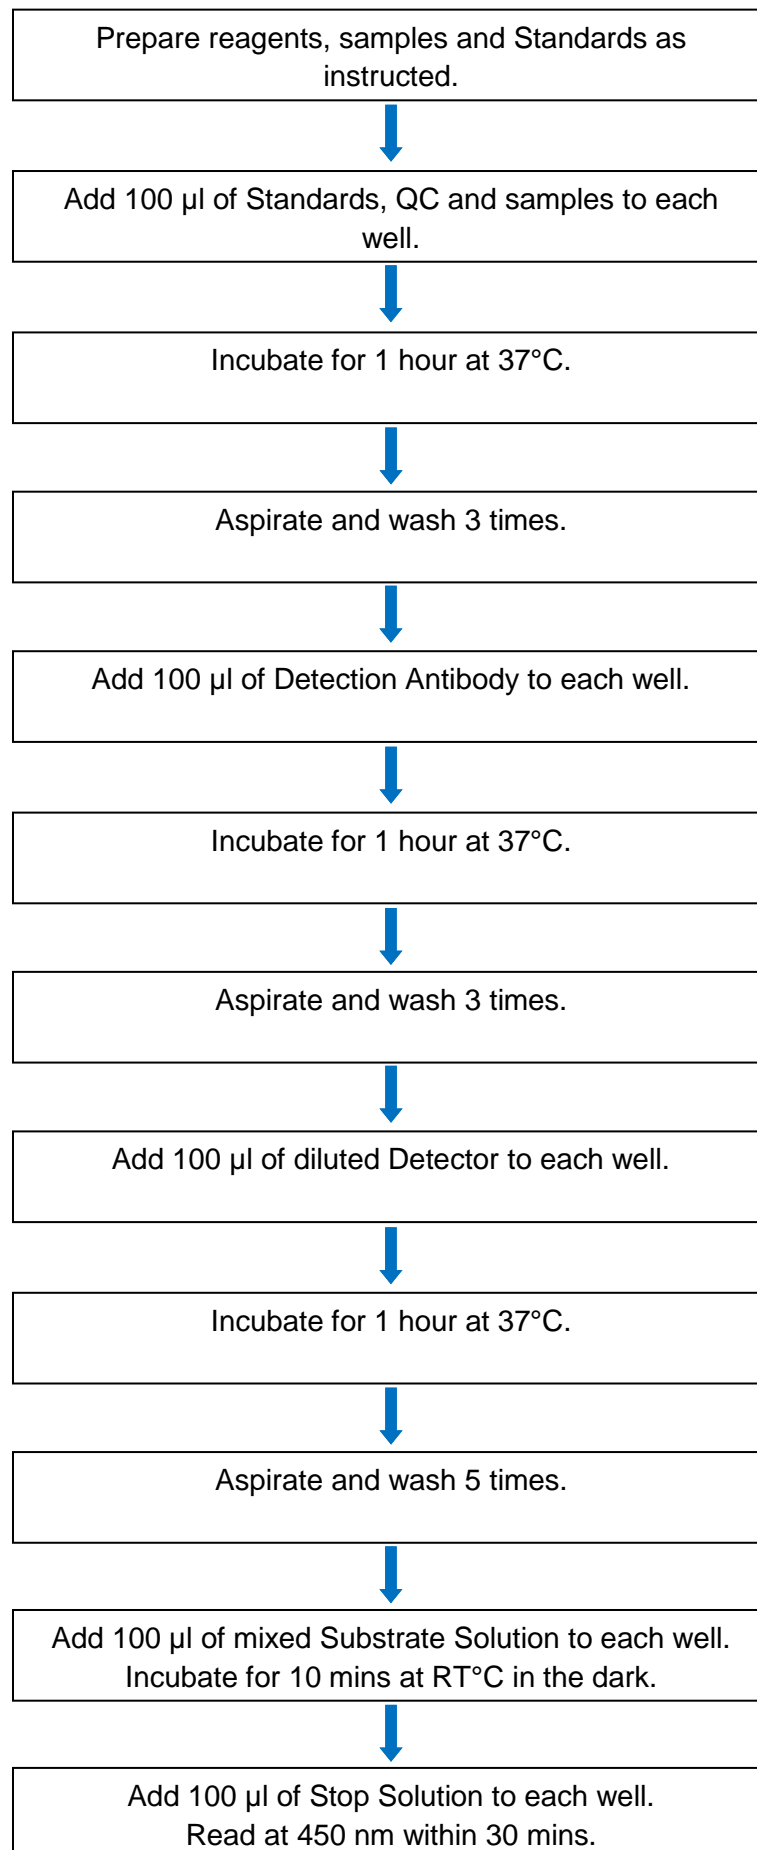 Prepare reagents, samples and Standards as
instructed.
Add 100 µl of Standards, QC and samples to each
well.
Incubate for 1 hour at 37°C.
Aspirate and wash 3 times.
Add 100 µl of Detection Antibody to each well.
Incubate for 1 hour at 37°C.
Aspirate and wash 3 times.
Add 100 µl of diluted Detector to each well.
Incubate for 1 hour at 37°C.
Aspirate and wash 5 times.
Add 100 µl of mixed Substrate Solution to each well.
Incubate for 10 mins at RT°C in the dark.
Add 100 µl of Stop Solution to each well.
Read at 450 nm within 30 mins.